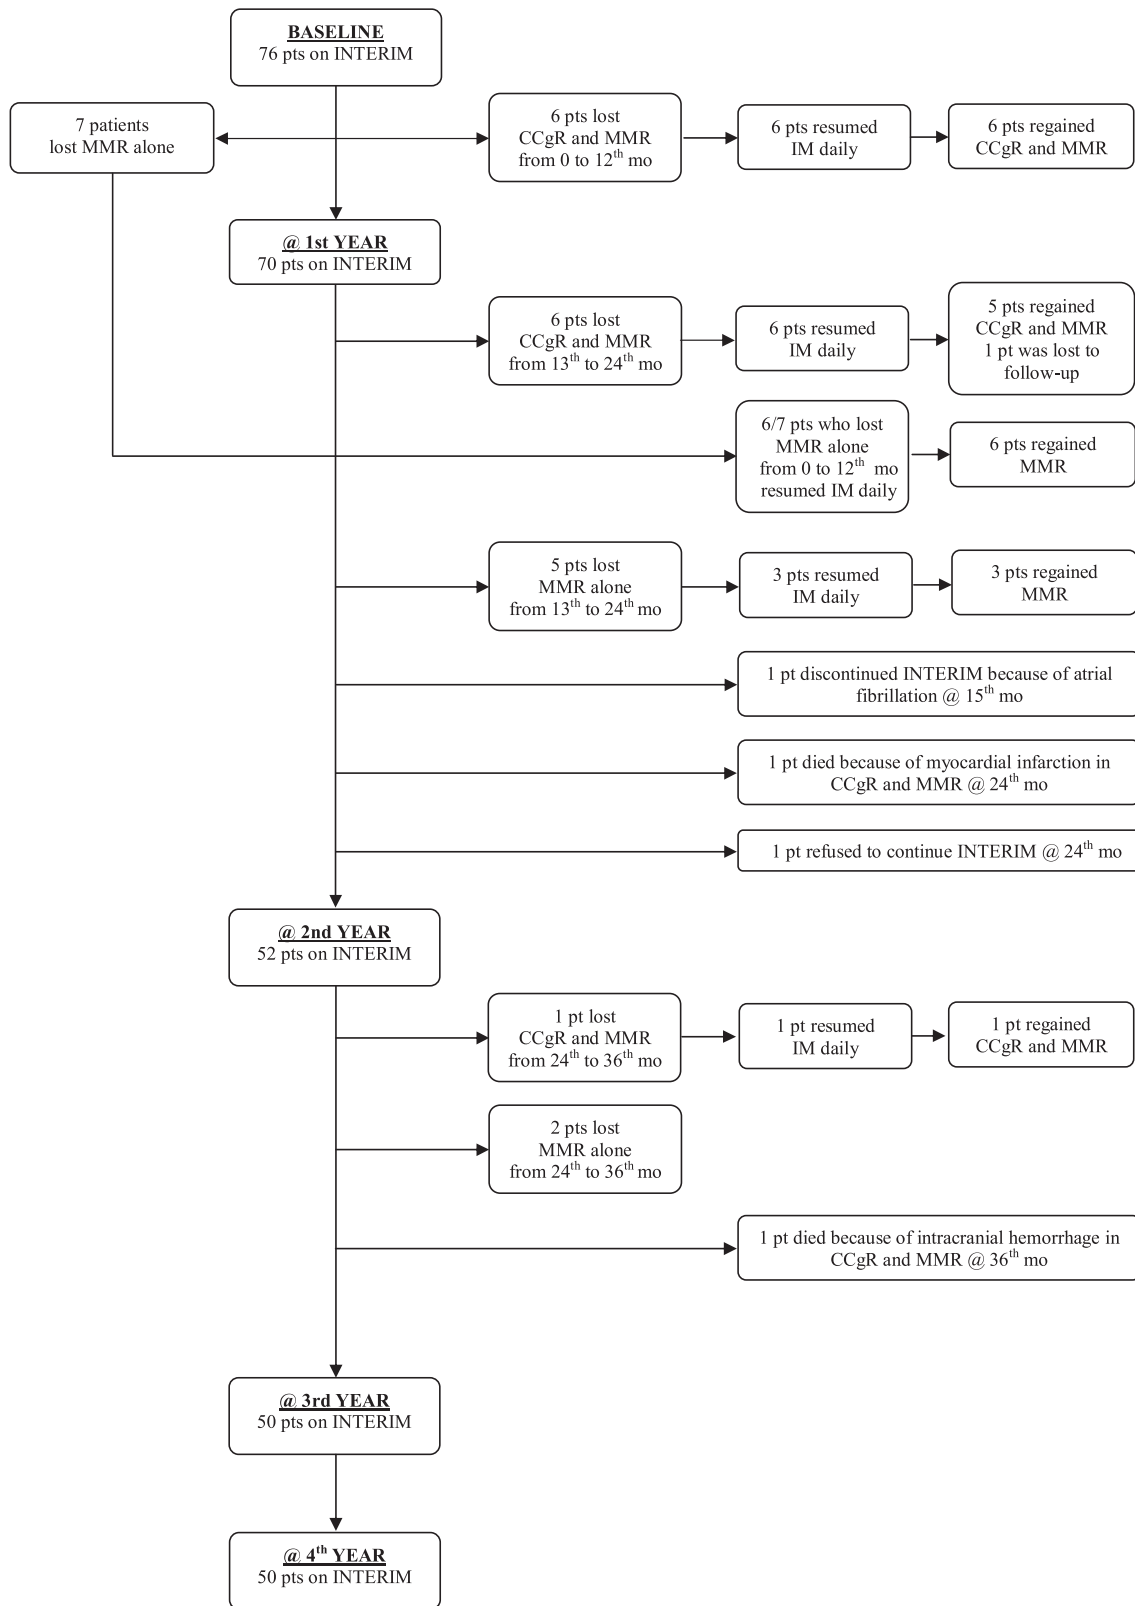 BASELINE
76 pts on INTERIM
7 patients
lost MMR alone
6 pts lost
CCgR and MMR
from 0 to 12th mo
6 pts resumed
IM daily
6 pts regained
CCgR and MMR
@ 1st YEAR
70 pts on INTERIM
6 pts lost
CCgR and MMR
from 13th to 24th mo
6 pts resumed
IM daily
5 pts regained
CCgR and MMR
1 pt was lost to
follow-up
6/7 pts who lost
MMR alone
from 0 to 12th mo
resumed IM daily
6 pts regained
MMR
5 pts lost
MMR alone
from 13th to 24th mo
3 pts resumed
IM daily
3 pts regained
MMR
1 pt discontinued INTERIM because of atrial
fibrillation @ 15th mo
1 pt died because of myocardial infarction in
CCgR and MMR @ 24th mo
1 pt refused to continue INTERIM @ 24th mo
@ 2nd YEAR
52 pts on INTERIM
1 pt lost
CCgR and MMR
from 24th to 36th mo
1 pt resumed
IM daily
1 pt regained
CCgR and MMR
2 pts lost
MMR alone
from 24th to 36th mo
1 pt died because of intracranial hemorrhage in
CCgR and MMR @ 36th mo
@ 3rd YEAR
50 pts on INTERIM
@ 4th YEAR
50 pts on INTERIM